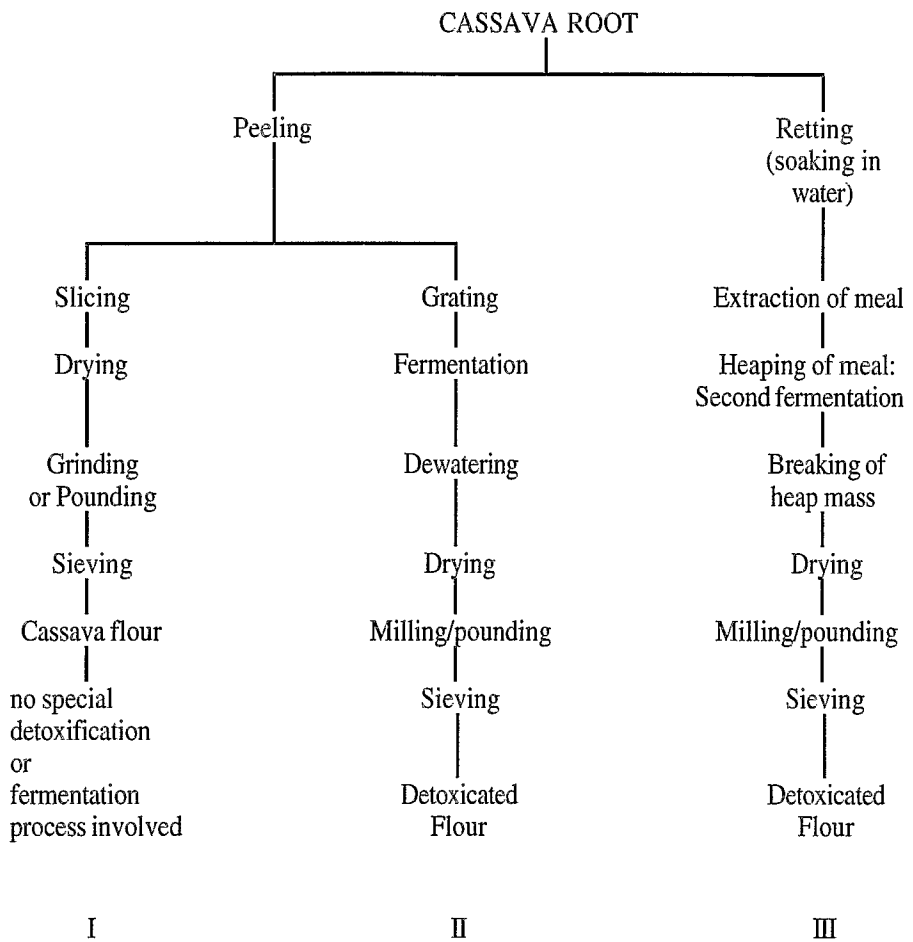 CASSAVA ROOT
Peeling
Retting
(soaking in
water)
Slicing
Grating
Extraction of meal
Drying
Fermentation
Heaping of meal:
Second fermentation
Grinding
or Pounding
Dewatering
Breaking of
heap mass
Sieving
Drying
Drying
Cassava flour
Milling/pounding
Milling/pounding
no special
detoxification
or
fermentation
process involved
Sieving
Sieving
Detoxicated
Flour
Detoxicated
Flour
I
II
III